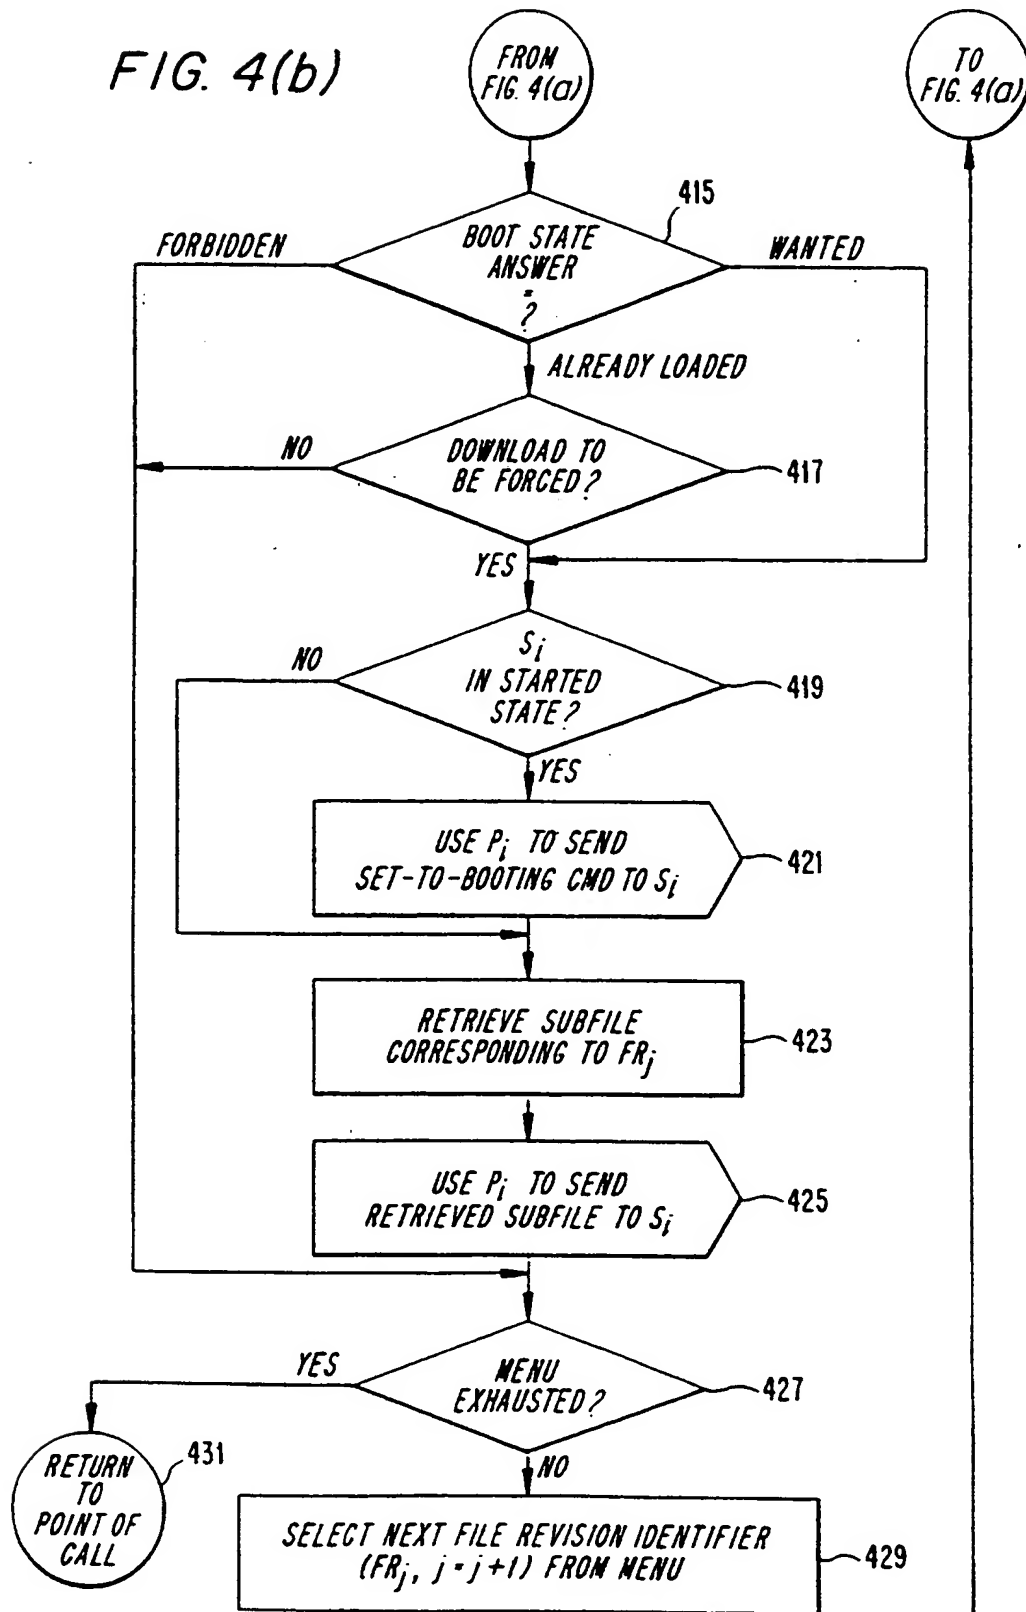 FIG. 4(b)
FROM
FIG. 4(a)
TO
FIG. 4(a)
415
FORBIDDEN
BOOT STATE
ANSWER
=
?
WANTED
ALREADY LOADED
NO
DOWNLOAD TO
BE FORCED?
417
YES
NO
Si
IN STARTED
STATE?
419
YES
USE Pi TO SEND
SET-TO-BOOTING CMD TO Si
421
RETRIEVE SUBFILE
CORRESPONDING TO FRj
423
USE Pi TO SEND
RETRIEVED SUBFILE TO Si
425
YES
MENU
EXHAUSTED?
427
NO
RETURN
TO
POINT OF
CALL
431
SELECT NEXT FILE REVISION IDENTIFIER
(FRj, j=j+1) FROM MENU
429